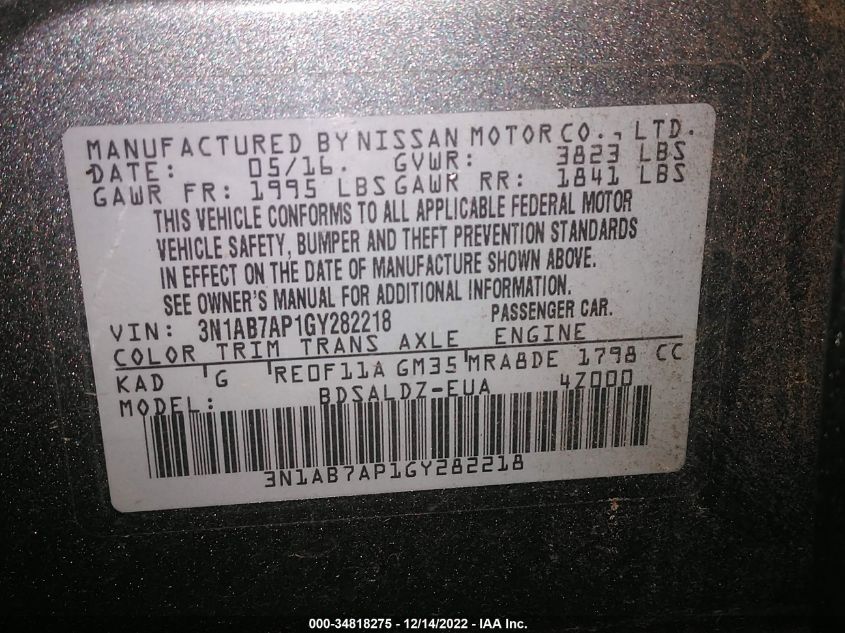 MANUFACTURED BY NISSAN MOTOR CO., LTD.
DATE: 05/16. GVWR: 3823 LBS
GAWR FR: 1995 LBS GAWR RR: 1841 LBS
THIS VEHICLE CONFORMS TO ALL APPLICABLE FEDERAL MOTOR
VEHICLE SAFETY, BUMPER AND THEFT PREVENTION STANDARDS
IN EFFECT ON THE DATE OF MANUFACTURE SHOWN ABOVE.
SEE OWNER'S MANUAL FOR ADDITIONAL INFORMATION.
VIN: 3N1AB7AP1GY282218 PASSENGER CAR.
COLOR TRIM TRANS AXLE ENGINE
KAD G RE0F11A GM35 MRA8DE 1798 CC
MODEL: BDSALDZ-EUA 4Z000
3N1AB7AP1GY282218
000-34818275 - 12/14/2022 - IAA Inc.